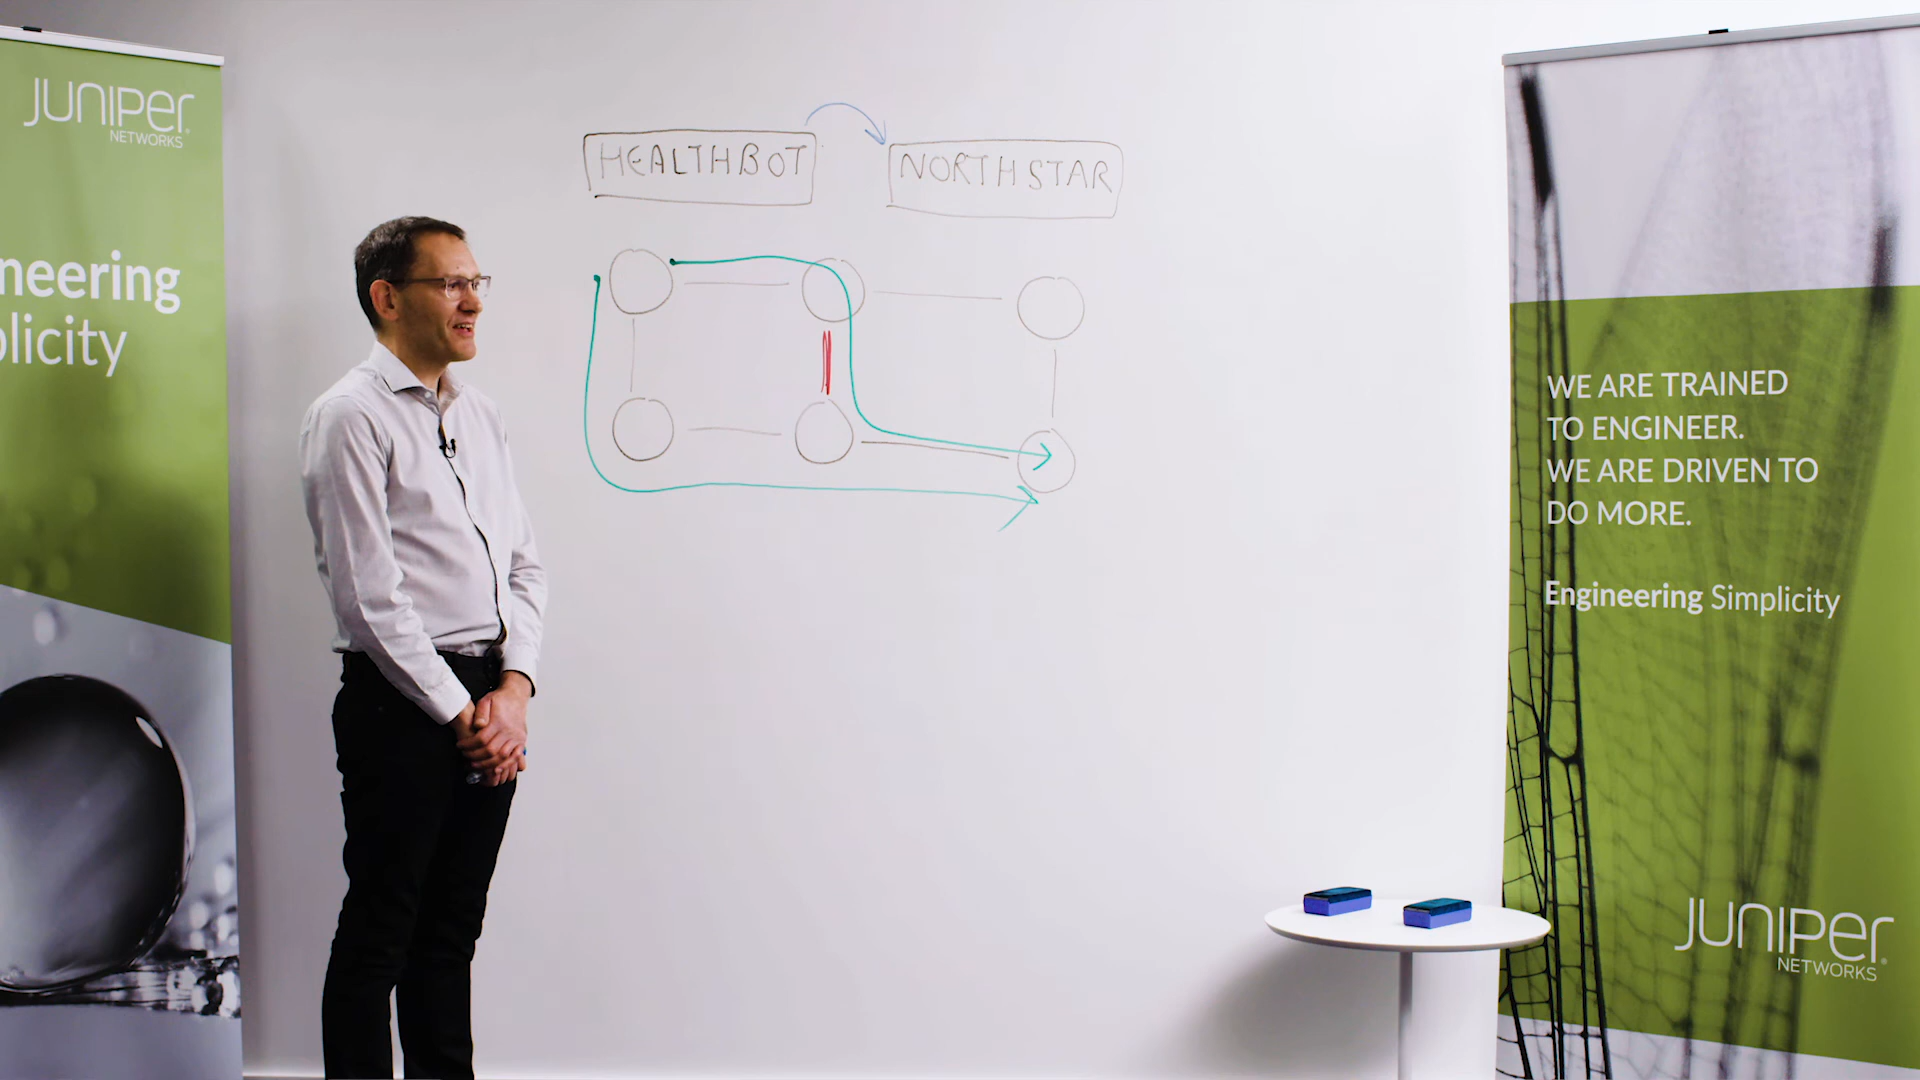 JUNIPER
NETWORKS
neering
plicity
HEALTHBOT
NORTHSTAR
WE ARE TRAINED
TO ENGINEER.
WE ARE DRIVEN TO
DO MORE.
Engineering Simplicity
JUNIPER
NETWORKS